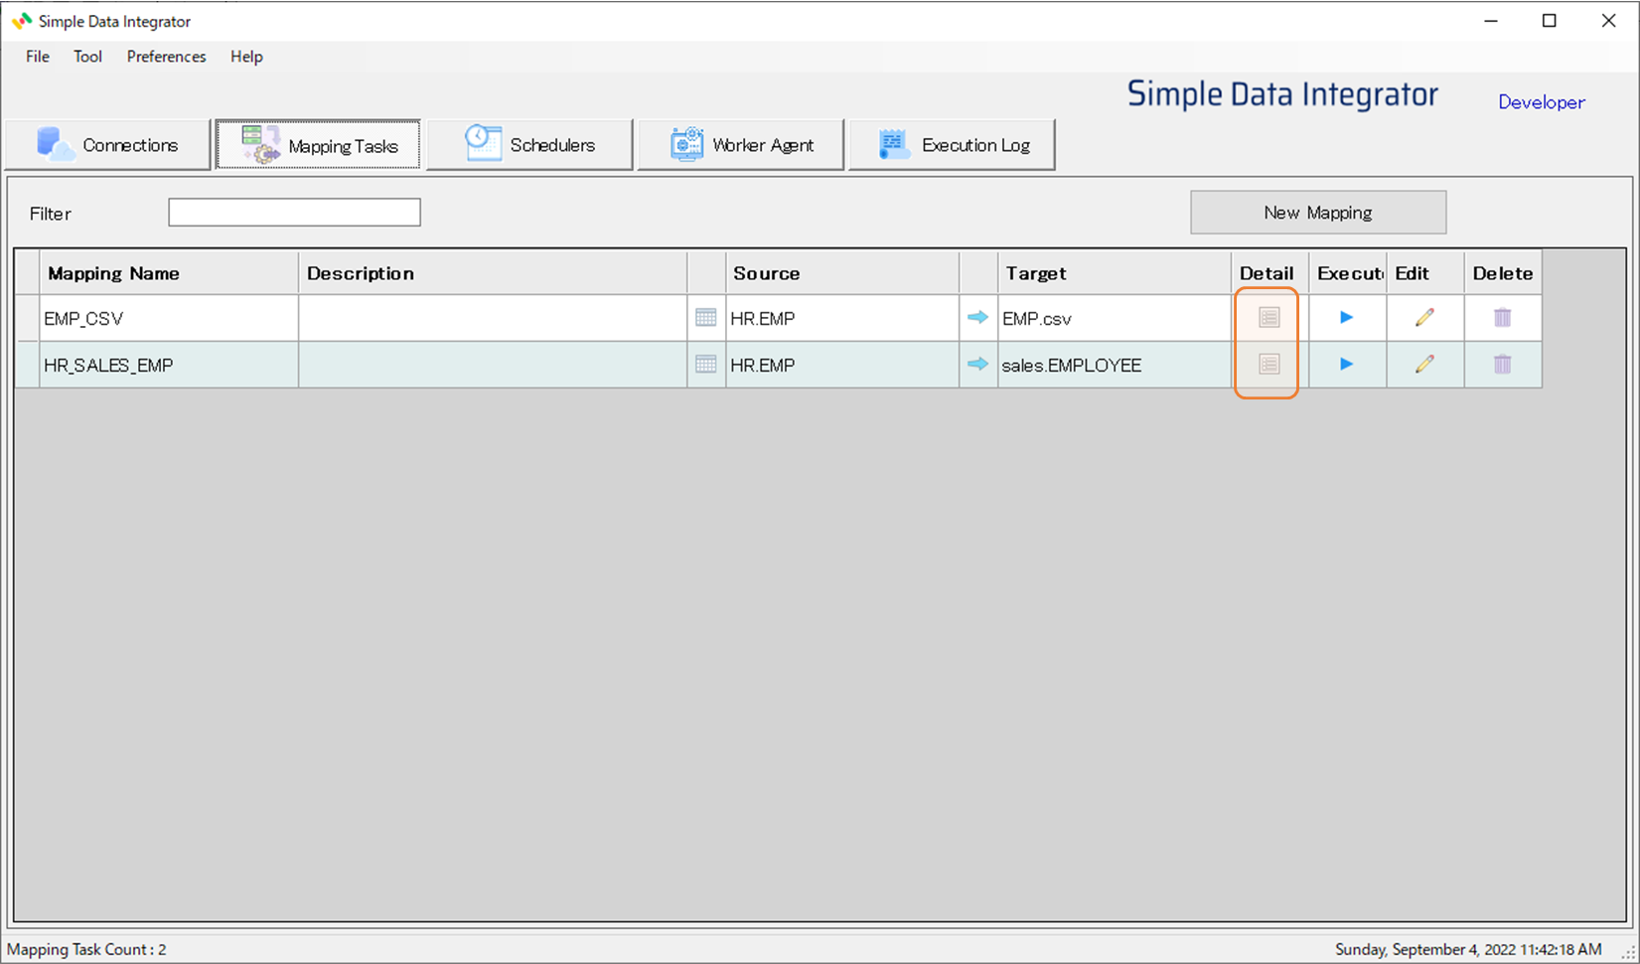 Simple Data Integrator
File Tool Preferences Help
Simple Data Integrator Developer
Connections Mapping Tasks Schedulers Worker Agent Execution Log
Filter New Mapping
Mapping Name Description Source Target Detail Execut Edit Delete
EMP_CSV HR.EMP EMP.csv
HR_SALES_EMP HR.EMP sales.EMPLOYEE
Mapping Task Count : 2 Sunday, September 4, 2022 11:42:18 AM